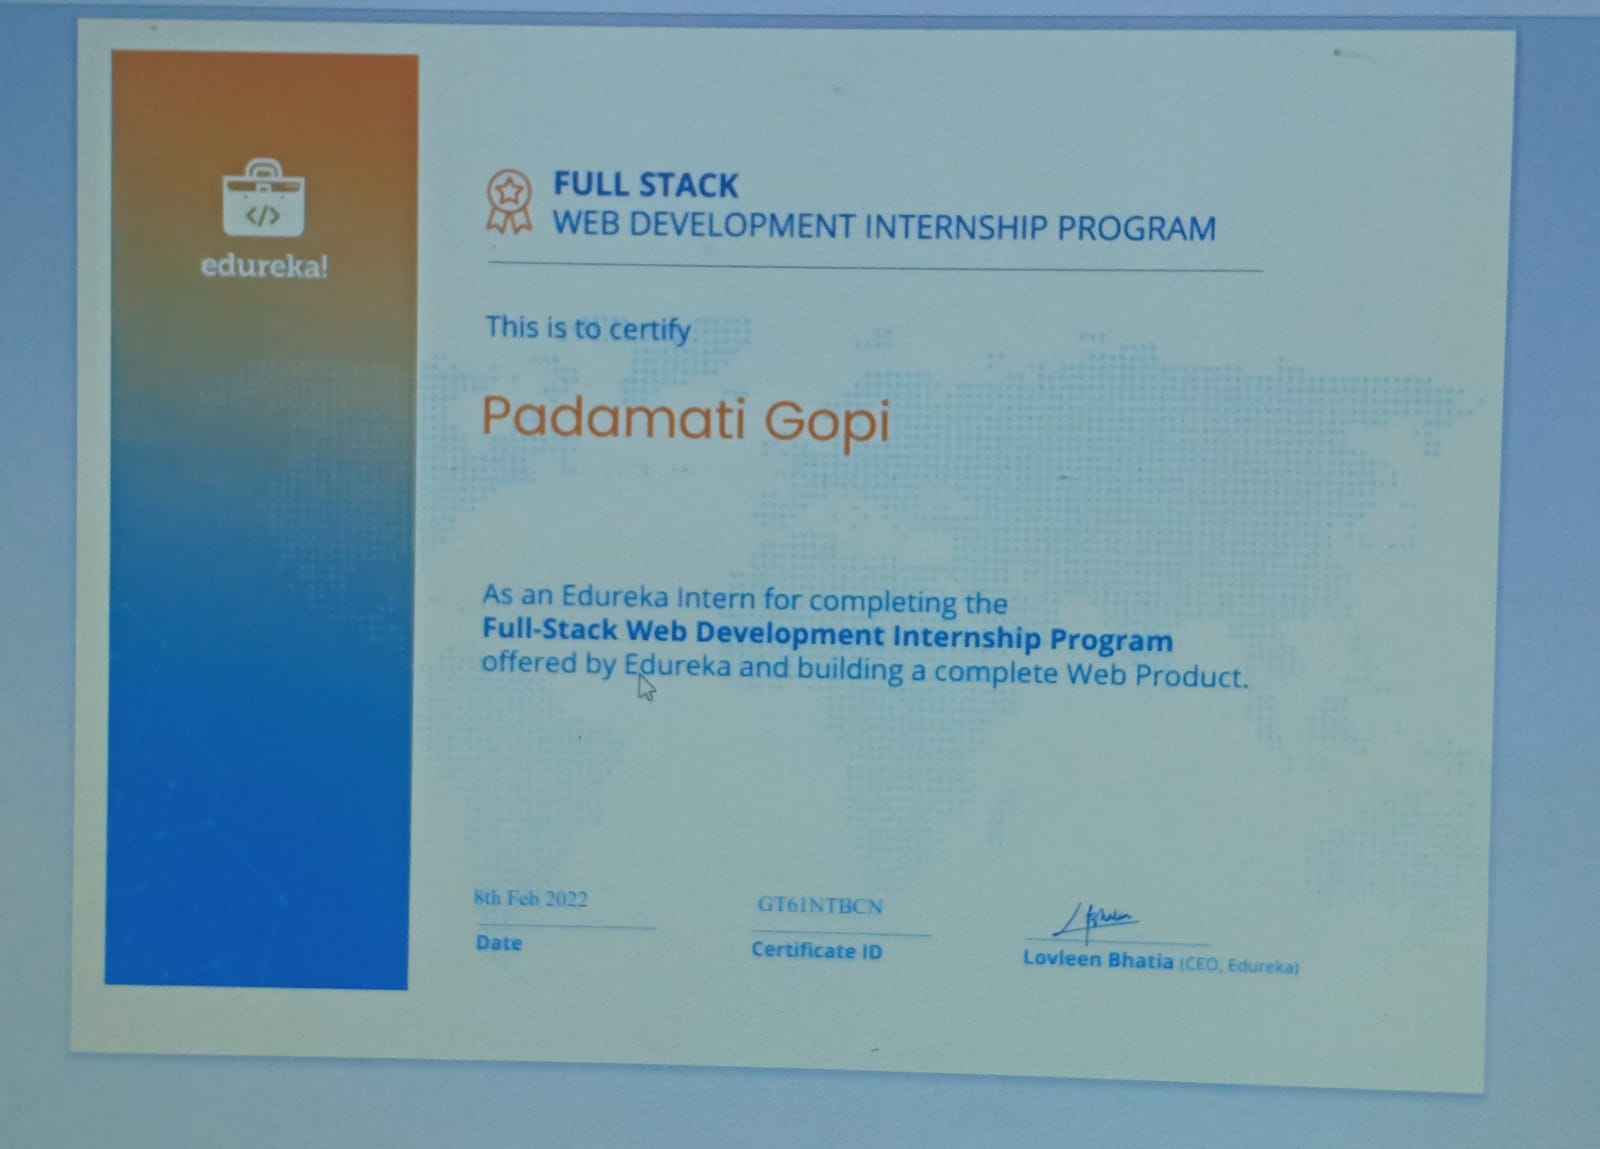 edureka!
FULL STACK
WEB DEVELOPMENT INTERNSHIP PROGRAM
This is to certify
Padamati Gopi
As an Edureka Intern for completing the
Full-Stack Web Development Internship Program
offered by Edureka and building a complete Web Product.
8th Feb 2022
Date
GT61NTBCN
Certificate ID
Lovleen Bhatia (CEO, Edureka)